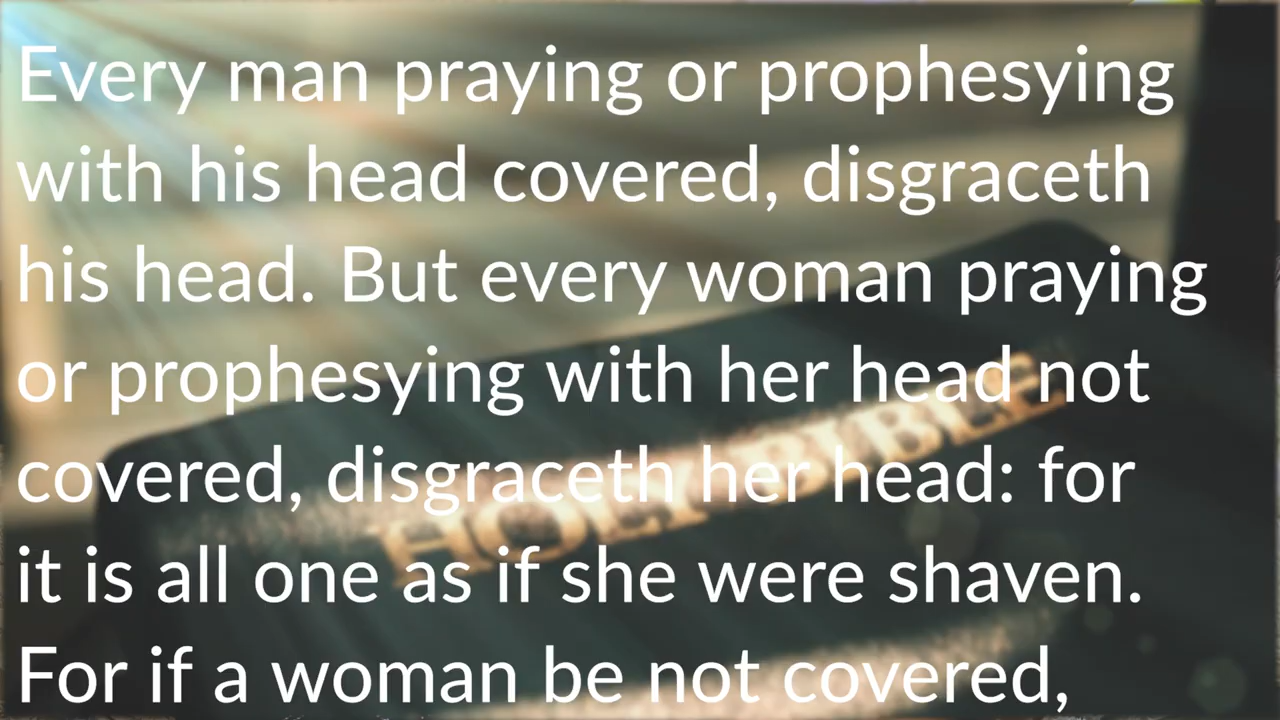 Every man praying or prophesying
with his head covered, disgraceth
his head. But every woman praying
or prophesying with her head not
covered, disgraceth her head: for
it is all one as if she were shaven.
For if a woman be not covered,
HOLY BIBLE